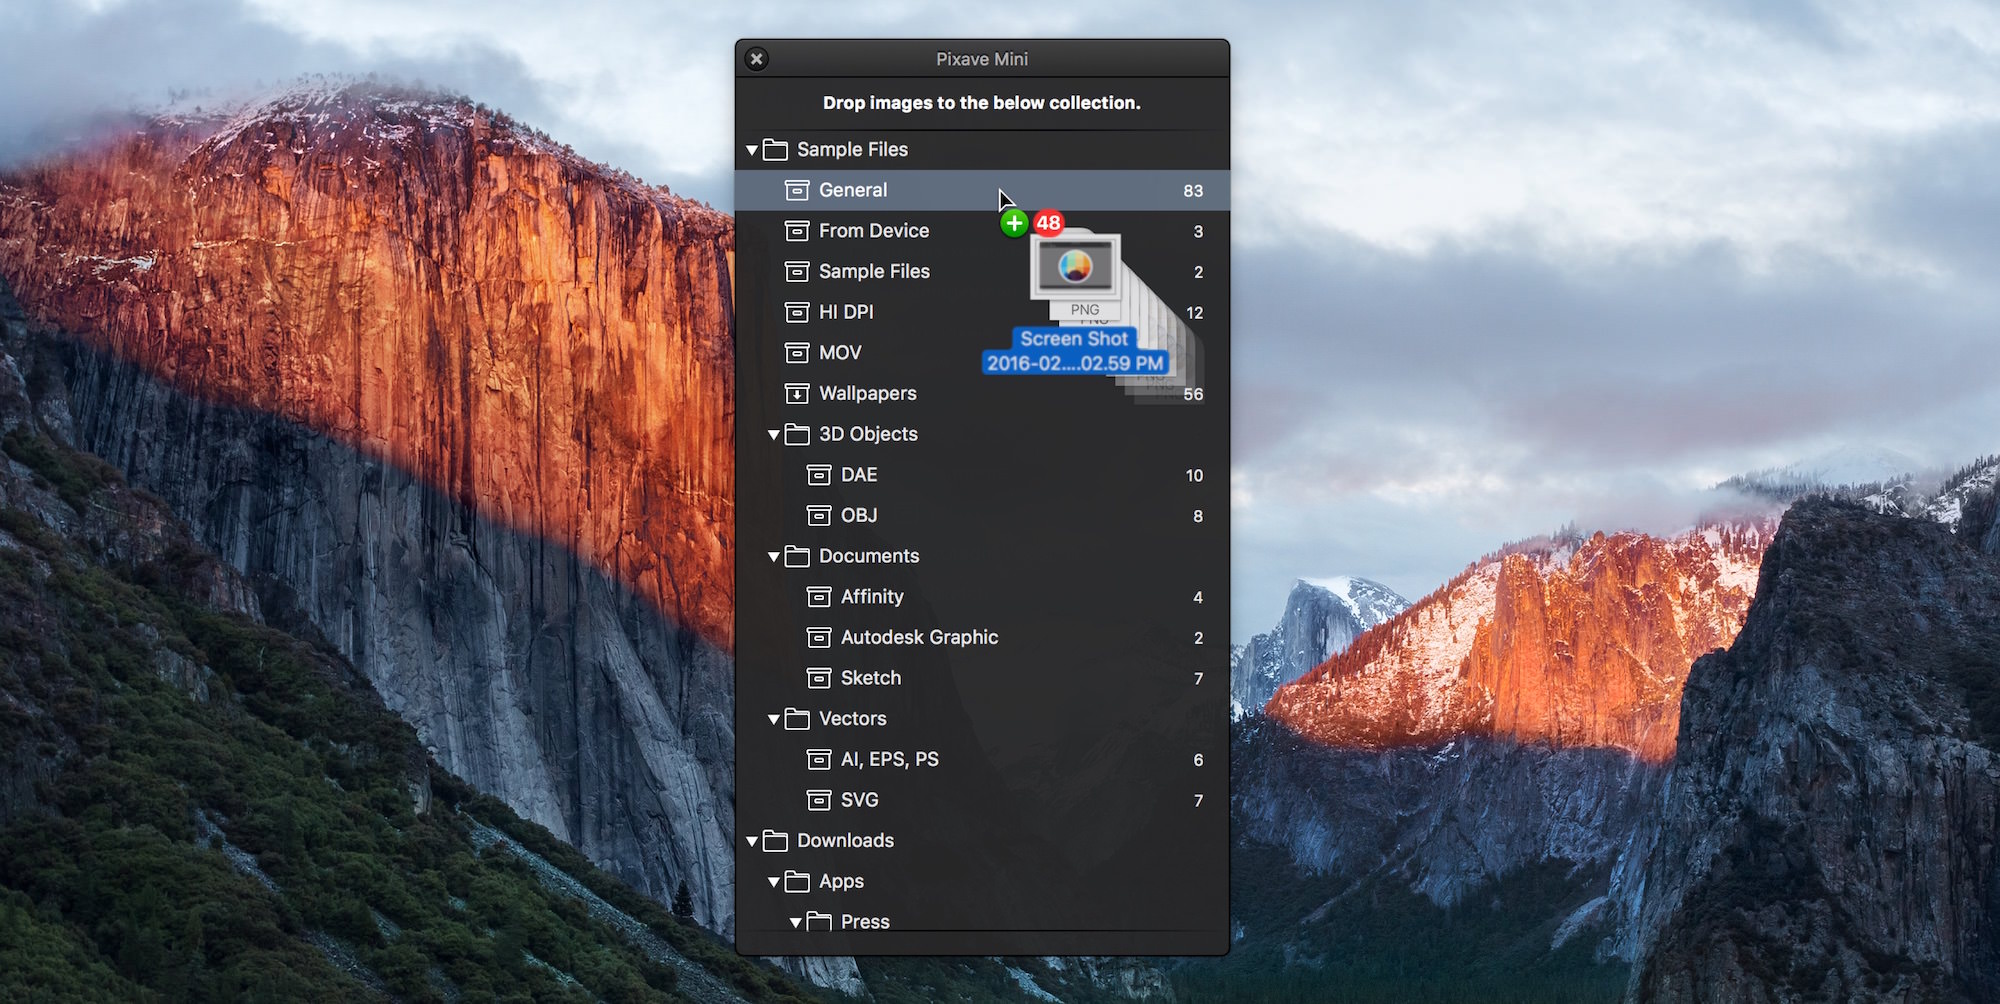 Pixave Mini
Drop images to the below collection.
Sample Files
General 83
48
From Device 3
Sample Files 2
HI DPI 12
PNG
PNG
MOV
Screen Shot
2016-02....02.59 PM
Wallpapers 56
3D Objects
DAE 10
OBJ 8
Documents
Affinity 4
Autodesk Graphic 2
Sketch 7
Vectors
AI, EPS, PS 6
SVG 7
Downloads
Apps
Press